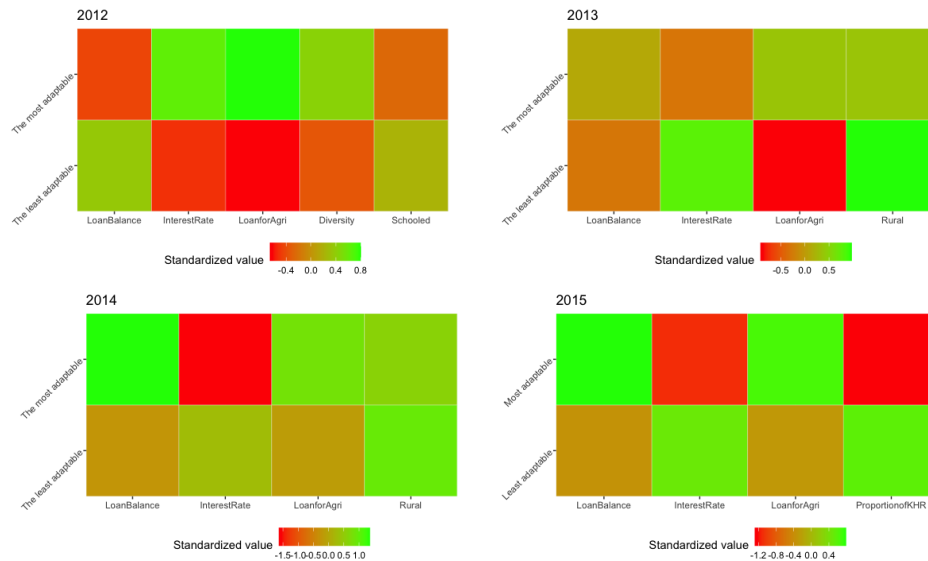 2012
The most adaptable
The least adaptable
LoanBalance InterestRate LoanforAgri Diversity Schooled
Standardized value
-0.4 0.0 0.4 0.8
2013
The most adaptable
The least adaptable
LoanBalance InterestRate LoanforAgri Rural
Standardized value
-0.5 0.0 0.5
2014
The most adaptable
The least adaptable
LoanBalance InterestRate LoanforAgri Rural
Standardized value
-1.5 -1.0 -0.5 0.0 0.5 1.0
2015
Most adaptable
Least adaptable
LoanBalance InterestRate LoanforAgri ProportionofKHR
Standardized value
-1.2 -0.8 -0.4 0.0 0.4